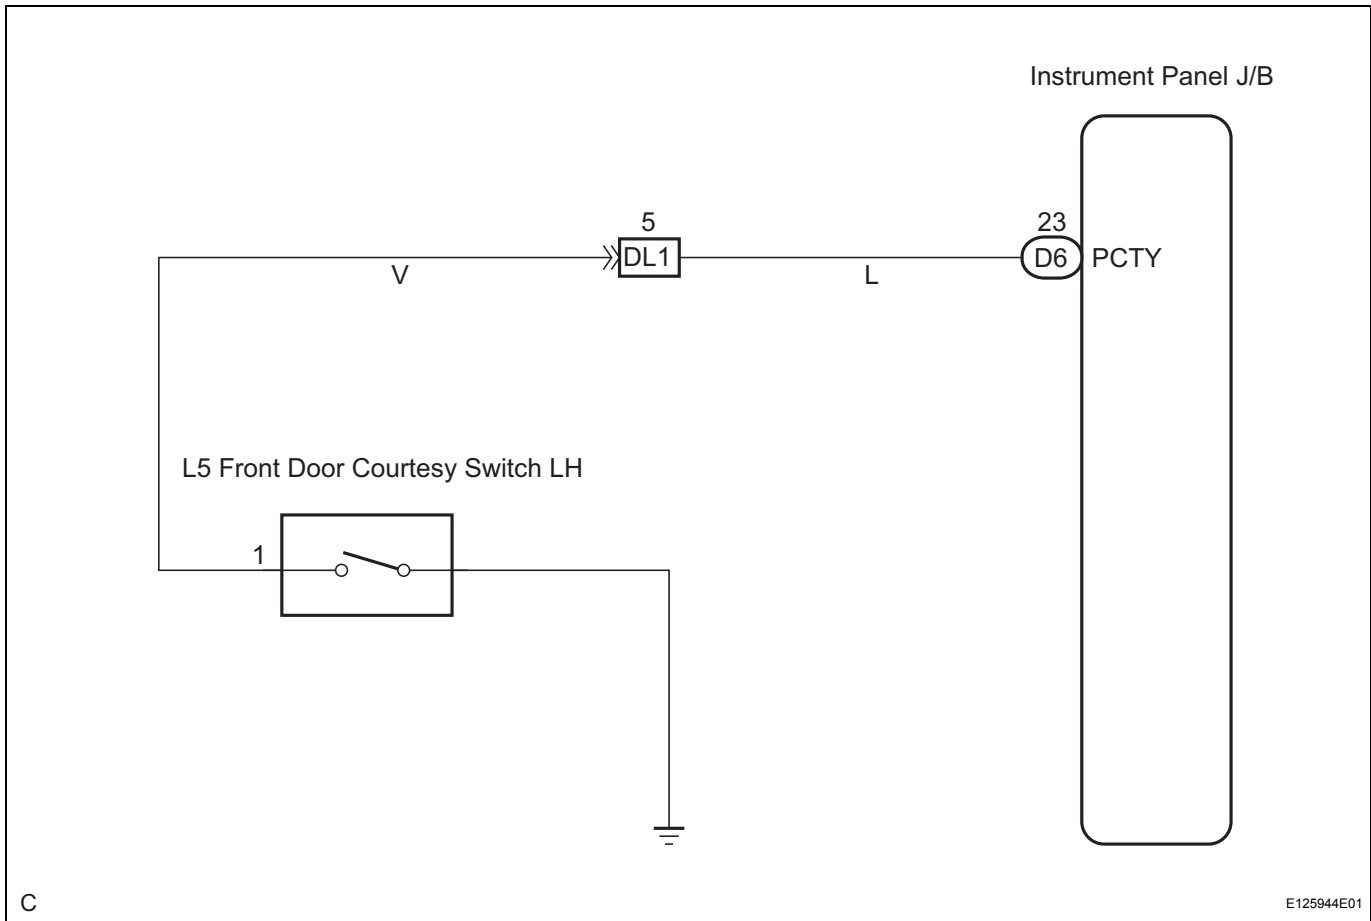 Instrument Panel J/B
5
23
DL1
D6
PCTY
V
L
L5 Front Door Courtesy Switch LH
1
C
E125944E01